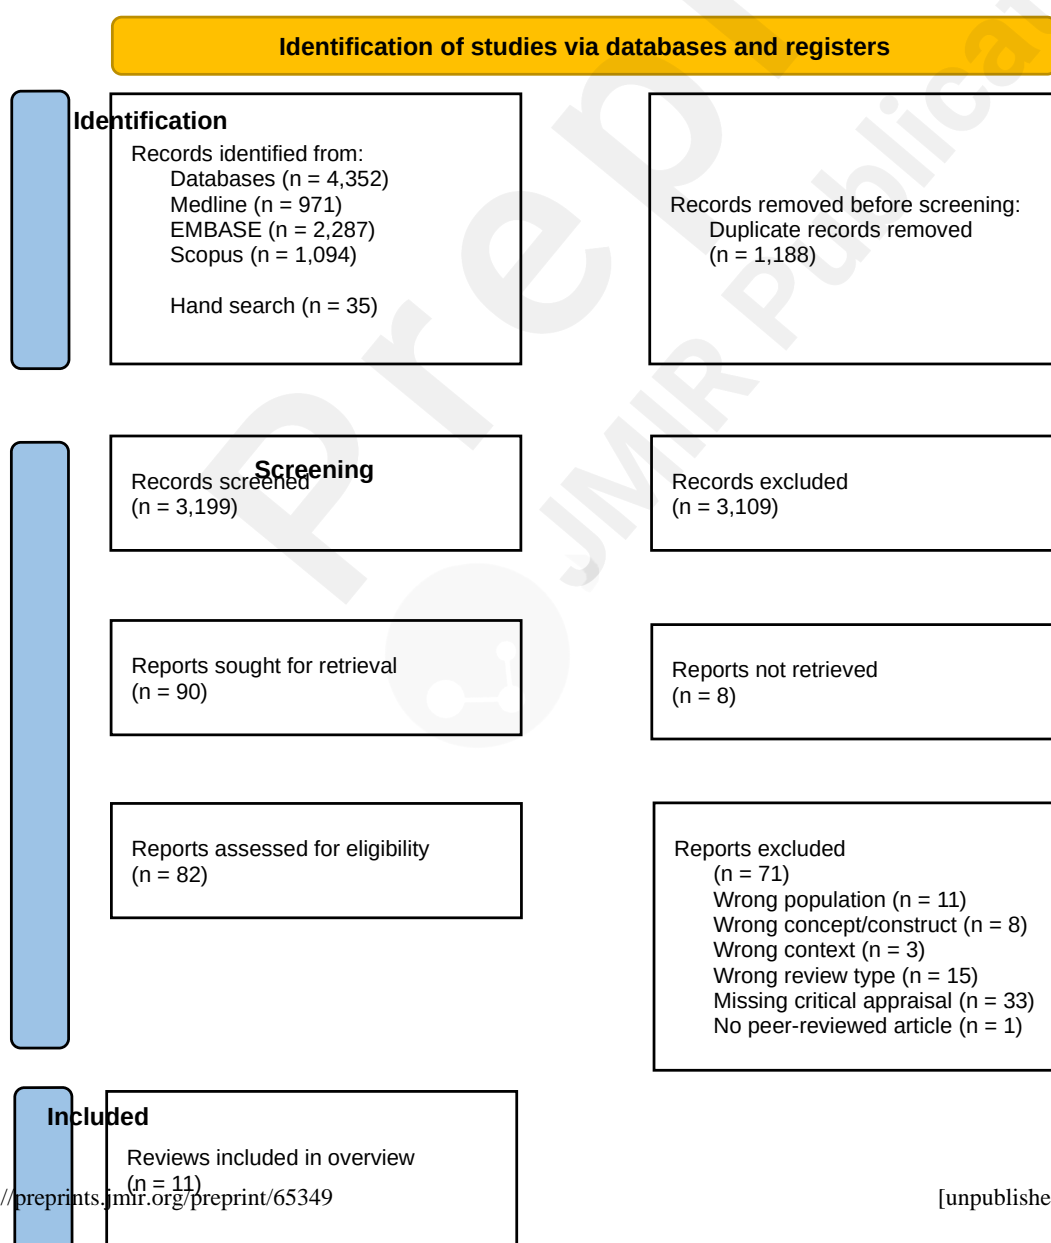 Identification of studies via databases and registers
Identification
Records identified from:
Databases (n = 4,352)
Medline (n = 971)
EMBASE (n = 2,287)
Scopus (n = 1,094)
Hand search (n = 35)
Records removed before screening:
Duplicate records removed
(n = 1,188)
Screening
Records screened
(n = 3,199)
Records excluded
(n = 3,109)
Reports sought for retrieval
(n = 90)
Reports not retrieved
(n = 8)
Reports assessed for eligibility
(n = 82)
Reports excluded
(n = 71)
Wrong population (n = 11)
Wrong concept/construct (n = 8)
Wrong context (n = 3)
Wrong review type (n = 15)
Missing critical appraisal (n = 33)
No peer-reviewed article (n = 1)
Included
Reviews included in overview
(n = 11)
//preprints.jmir.org/preprint/65349
[unpublishe
Prepr
JMIR Publicat